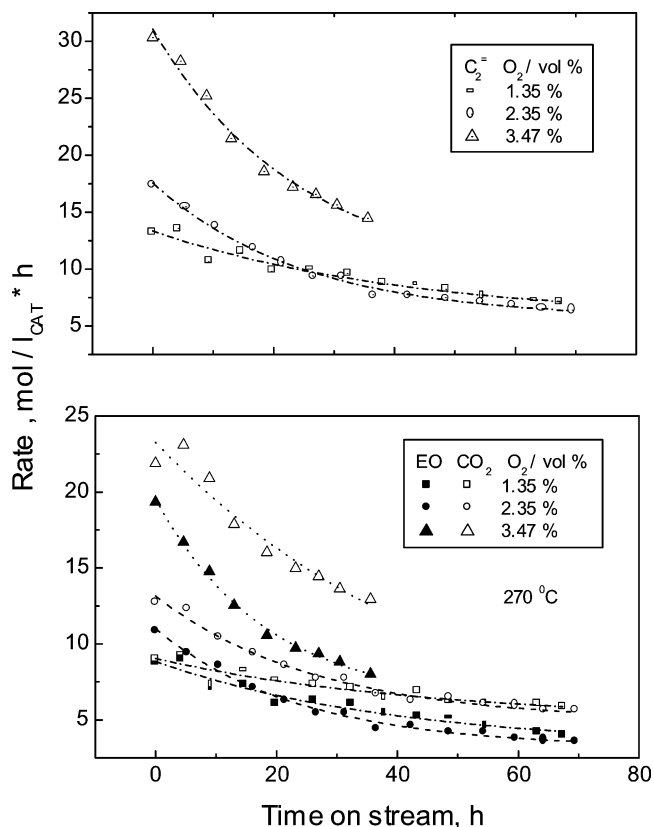 30
25
20
15
10
5
C₂⁼ O₂ / vol %
1.35 %
2.35 %
3.47 %
Rate , mol / l_CAT * h
25
20
15
10
5
EO CO₂ O₂ / vol %
1.35 %
2.35 %
3.47 %
270 ⁰C
0 20 40 60 80
Time on stream, h